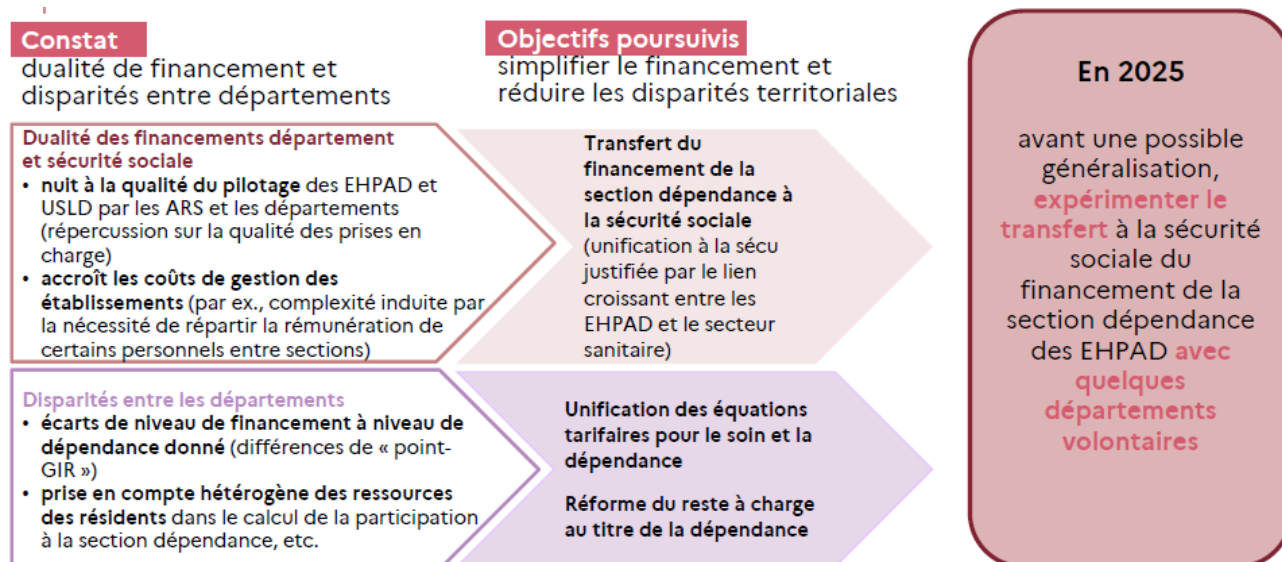 Constat
dualité de financement et
disparités entre départements
Dualité des financements département
et sécurité sociale
• nuit à la qualité du pilotage des EHPAD et
USLD par les ARS et les départements
(répercussion sur la qualité des prises en
charge)
• accroît les coûts de gestion des
établissements (par ex., complexité induite par
la nécessité de répartir la rémunération de
certains personnels entre sections)
Disparités entre les départements
• écarts de niveau de financement à niveau de
dépendance donné (différences de « point-
GIR »)
• prise en compte hétérogène des ressources
des résidents dans le calcul de la participation
à la section dépendance, etc.
Objectifs poursuivis
simplifier le financement et
réduire les disparités territoriales
Transfert du
financement de la
section dépendance à
la sécurité sociale
(unification à la sécu
justifiée par le lien
croissant entre les
EHPAD et le secteur
sanitaire)
Unification des équations
tarifaires pour le soin et la
dépendance
Réforme du reste à charge
au titre de la dépendance
En 2025
avant une possible
généralisation,
expérimenter le
transfert à la sécurité
sociale du
financement de la
section dépendance
des EHPAD avec
quelques
départements
volontaires